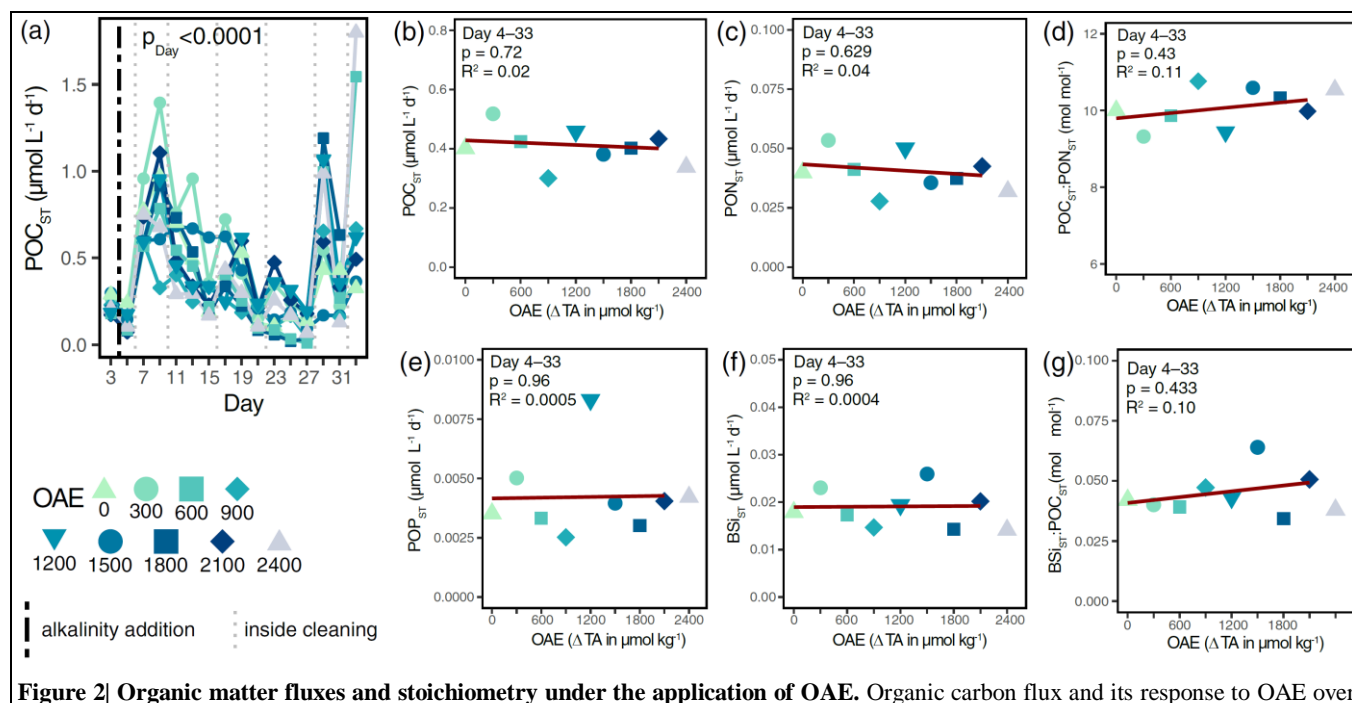 (a)
p_Day <0.0001
POC_ST (µmol L⁻¹ d⁻¹)
1.5
1.0
0.5
0.0
3 7 11 15 19 23 27 31
Day
(b)
Day 4–33
p = 0.72
R² = 0.02
POC_ST (µmol L⁻¹ d⁻¹)
0.8
0.6
0.4
0.2
0.0
0 600 1200 1800 2400
OAE (Δ TA in µmol kg⁻¹)
(c)
Day 4–33
p = 0.629
R² = 0.04
PON_ST (µmol L⁻¹ d⁻¹)
0.100
0.075
0.050
0.025
0.000
0 600 1200 1800 2400
OAE (Δ TA in µmol kg⁻¹)
(d)
Day 4–33
p = 0.43
R² = 0.11
POC_ST:PON_ST (mol mol⁻¹)
12
10
8
6
0 600 1200 1800 2400
OAE (Δ TA in µmol kg⁻¹)
OAE
0 300 600 900
1200 1500 1800 2100 2400
alkalinity addition
inside cleaning
(e)
Day 4–33
p = 0.96
R² = 0.0005
POP_ST (µmol L⁻¹ d⁻¹)
0.0100
0.0075
0.0050
0.0025
0.0000
0 600 1200 1800 2400
OAE (Δ TA in µmol kg⁻¹)
(f)
Day 4–33
p = 0.96
R² = 0.0004
BSi_ST (µmol L⁻¹ d⁻¹)
0.05
0.04
0.03
0.02
0.01
0.00
0 600 1200 1800 2400
OAE (Δ TA in µmol kg⁻¹)
(g)
Day 4–33
p = 0.433
R² = 0.10
BSi_ST:POC_ST(mol mol⁻¹)
0.100
0.075
0.050
0.025
0.000
0 600 1200 1800
OAE (Δ TA in µmol kg⁻¹)
Figure 2| Organic matter fluxes and stoichiometry under the application of OAE. Organic carbon flux and its response to OAE over